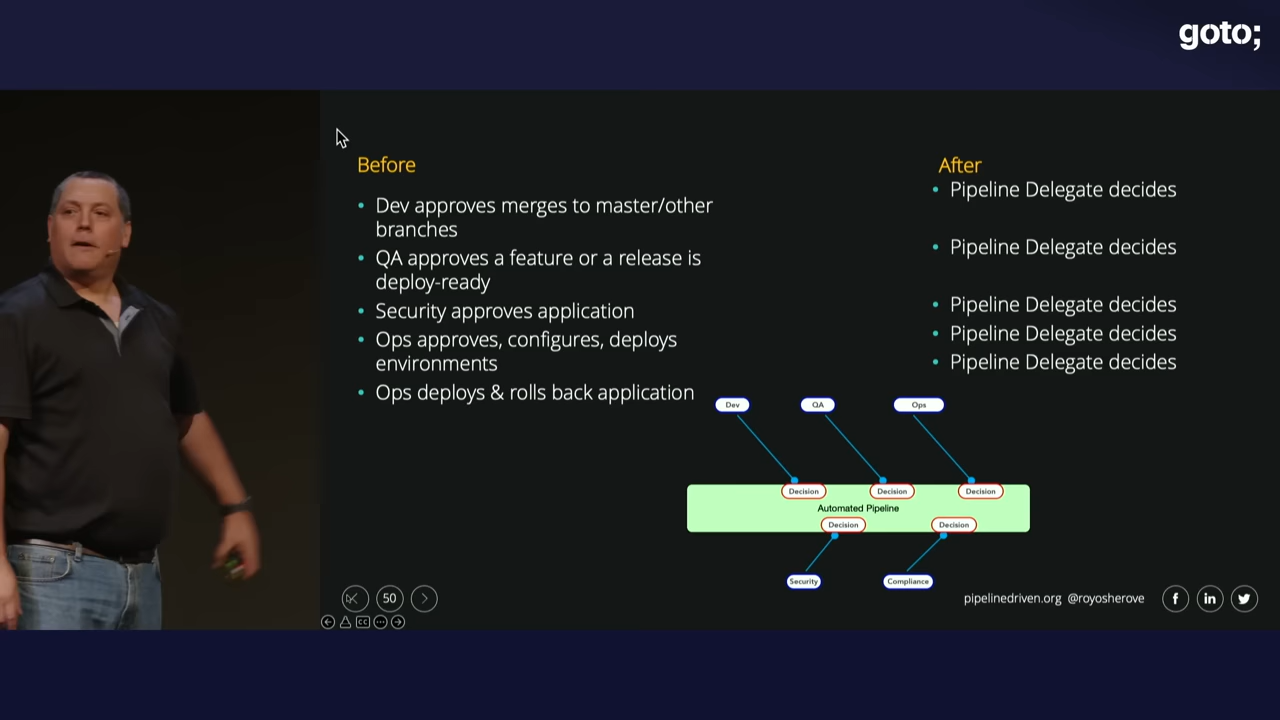 goto;
Before
• Dev approves merges to master/other
branches
• QA approves a feature or a release is
deploy-ready
• Security approves application
• Ops approves, configures, deploys
environments
• Ops deploys & rolls back application
After
• Pipeline Delegate decides
• Pipeline Delegate decides
• Pipeline Delegate decides
• Pipeline Delegate decides
• Pipeline Delegate decides
Dev
QA
Ops
Decision
Decision
Decision
Automated Pipeline
Decision
Decision
Security
Compliance
50
pipelinedriven.org @royosherove
f
in
CC